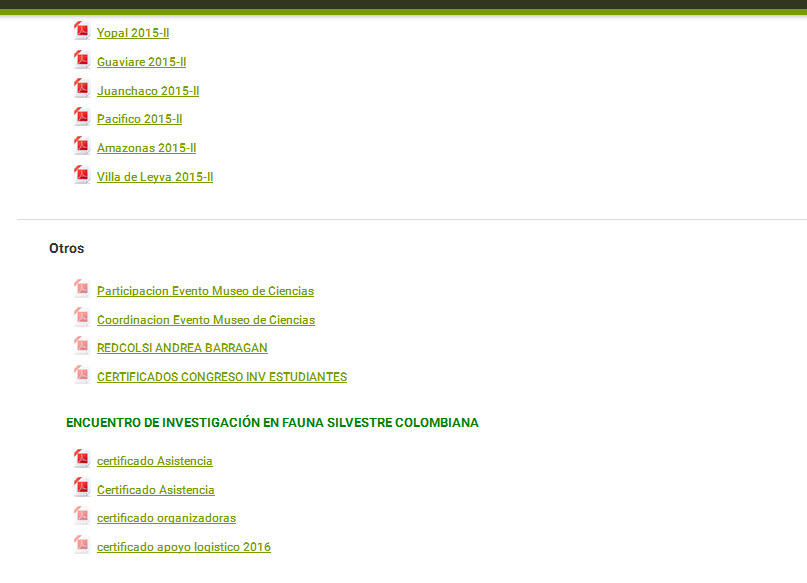 Yopal 2015-II
Guaviare 2015-II
Juanchaco 2015-II
Pacifico 2015-II
Amazonas 2015-II
Villa de Leyva 2015-II
Otros
Participacion Evento Museo de Ciencias
Coordinacion Evento Museo de Ciencias
REDCOLSI ANDREA BARRAGAN
CERTIFICADOS CONGRESO INV ESTUDIANTES
ENCUENTRO DE INVESTIGACIÓN EN FAUNA SILVESTRE COLOMBIANA
certificado Asistencia
Certificado Asistencia
certificado organizadoras
certificado apoyo logistico 2016